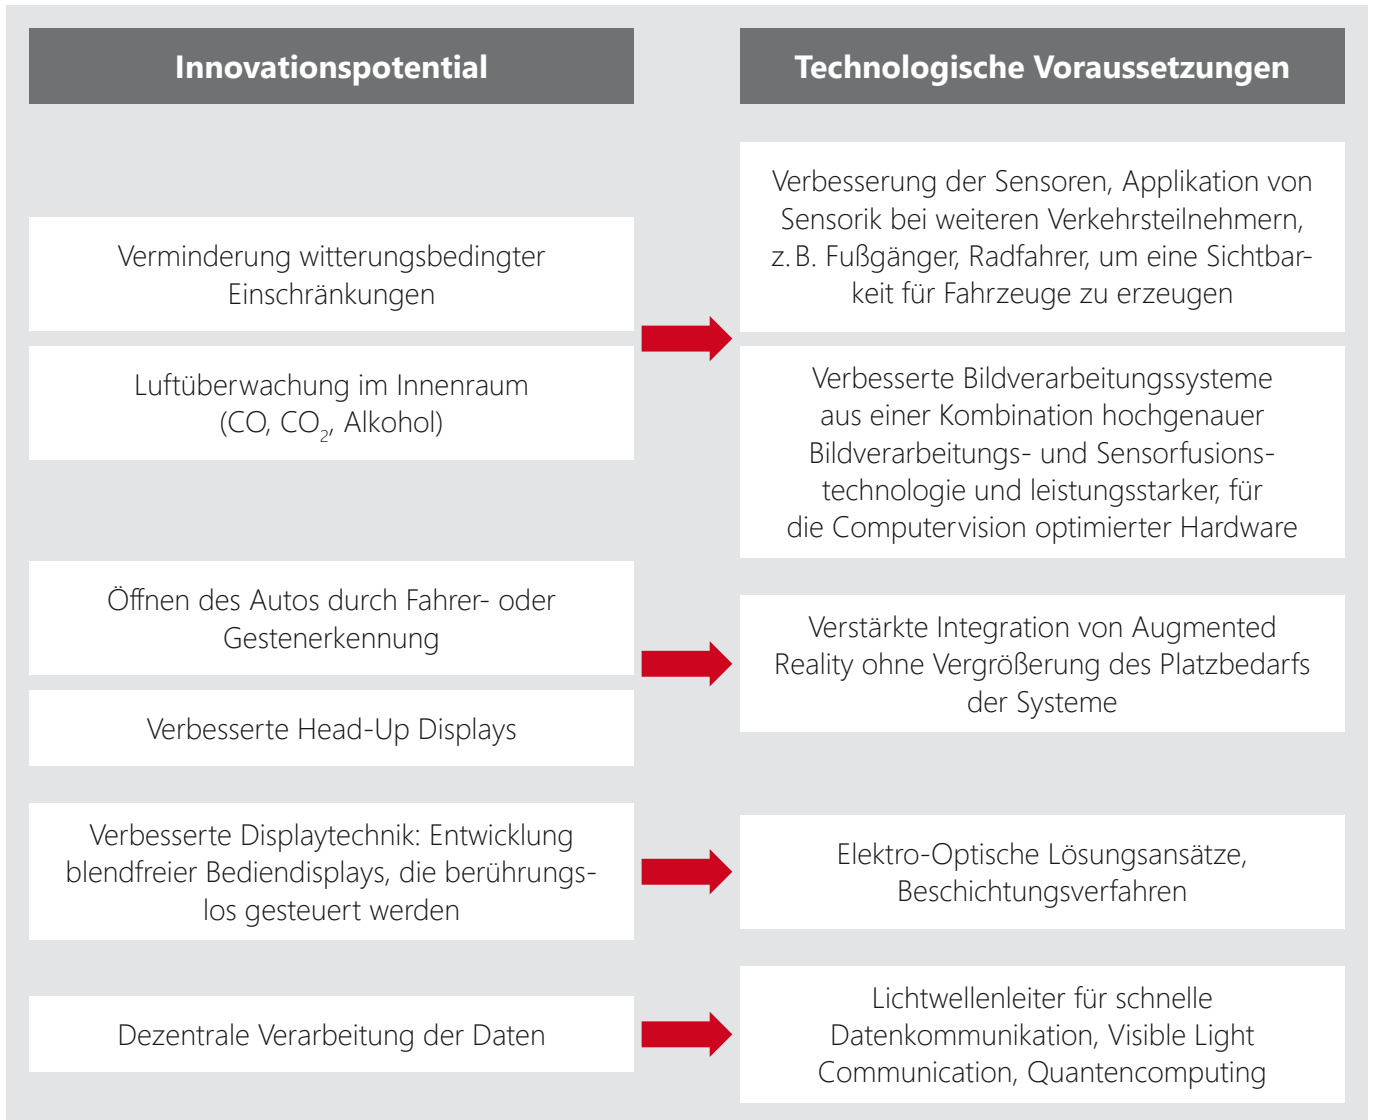 Innovationspotential
Technologische Voraussetzungen
Verminderung witterungsbedingter
Einschränkungen
Luftüberwachung im Innenraum
(CO, CO₂, Alkohol)
Verbesserung der Sensoren, Applikation von
Sensorik bei weiteren Verkehrsteilnehmern,
z. B. Fußgänger, Radfahrer, um eine Sichtbar-
keit für Fahrzeuge zu erzeugen
Verbesserte Bildverarbeitungssysteme
aus einer Kombination hochgenauer
Bildverarbeitungs- und Sensorfusions-
technologie und leistungsstarker, für
die Computervision optimierter Hardware
Öffnen des Autos durch Fahrer- oder
Gestenerkennung
Verbesserte Head-Up Displays
Verstärkte Integration von Augmented
Reality ohne Vergrößerung des Platzbedarfs
der Systeme
Verbesserte Displaytechnik: Entwicklung
blendfreier Bediendisplays, die berührungs-
los gesteuert werden
Elektro-Optische Lösungsansätze,
Beschichtungsverfahren
Dezentrale Verarbeitung der Daten
Lichtwellenleiter für schnelle
Datenkommunikation, Visible Light
Communication, Quantencomputing